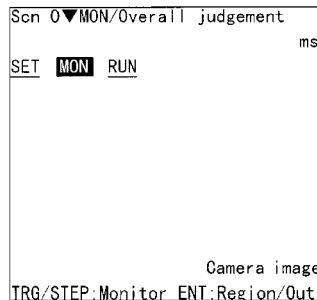 Scn 0▼MON/Overall judgement
ms
SET MON RUN
Camera image
TRG/STEP:Monitor ENT:Region/Out